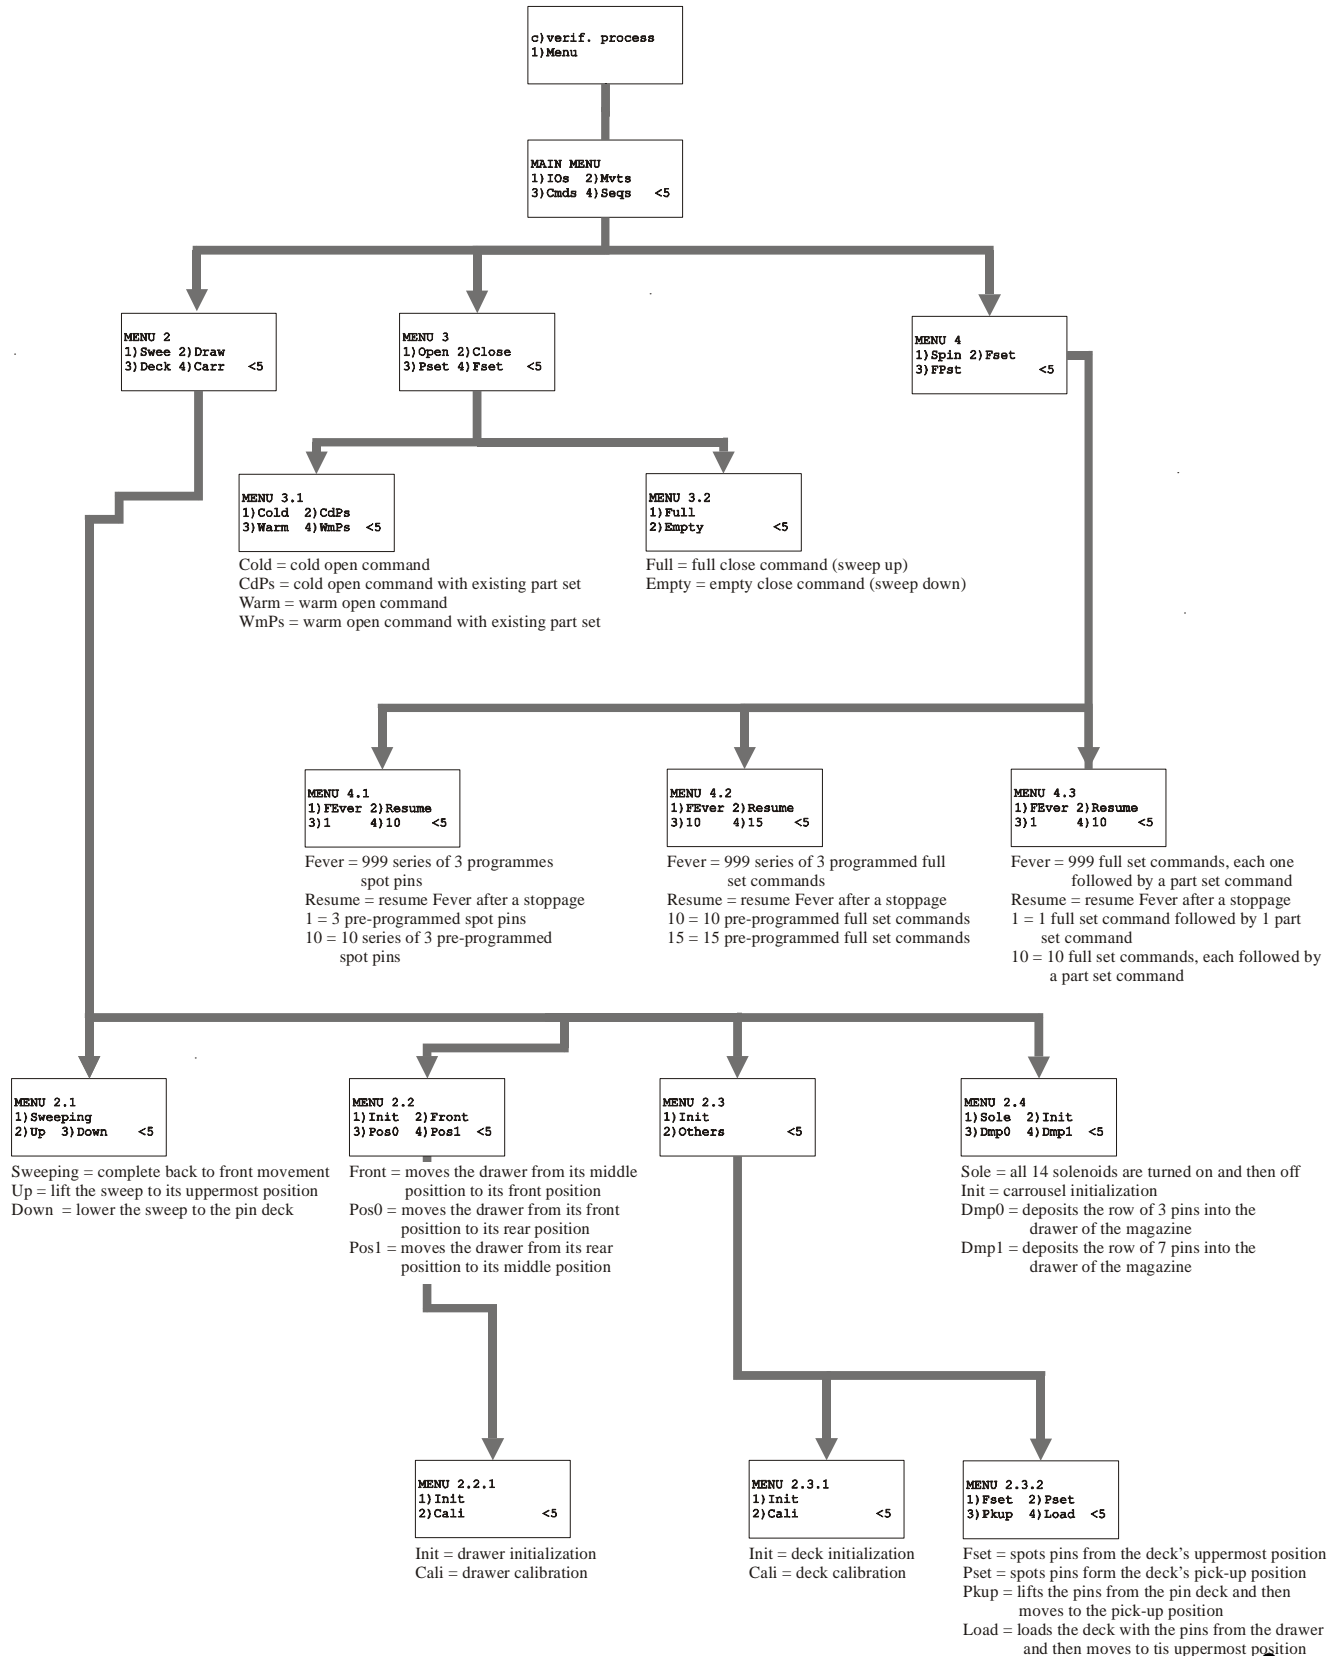 c)verif. process
1)Menu
MAIN MENU
1)IOs 2)Mvts
3)Cmds 4)Seqs <5
MENU 2
1)Swee 2)Draw
3)Deck 4)Carr <5
MENU 3
1)Open 2)Close
3)Pset 4)Fset <5
MENU 4
1)Spin 2)Fset
3)FPst <5
MENU 3.1
1)Cold 2)CdPs
3)Warm 4)WmPs <5
Cold = cold open command
CdPs = cold open command with existing part set
Warm = warm open command
WmPs = warm open command with existing part set
MENU 3.2
1)Full
2)Empty <5
Full = full close command (sweep up)
Empty = empty close command (sweep down)
MENU 4.1
1)FEver 2)Resume
3)1 4)10 <5
Fever = 999 series of 3 programmes
spot pins
Resume = resume Fever after a stoppage
1 = 3 pre-programmed spot pins
10 = 10 series of 3 pre-programmed
spot pins
MENU 4.2
1)FEver 2)Resume
3)10 4)15 <5
Fever = 999 series of 3 programmed full
set commands
Resume = resume Fever after a stoppage
10 = 10 pre-programmed full set commands
15 = 15 pre-programmed full set commands
MENU 4.3
1)FEver 2)Resume
3)1 4)10 <5
Fever = 999 full set commands, each one
followed by a part set command
Resume = resume Fever after a stoppage
1 = 1 full set command followed by 1 part
set command
10 = 10 full set commands, each followed by
a part set command
MENU 2.1
1)Sweeping
2)Up 3)Down <5
Sweeping = complete back to front movement
Up = lift the sweep to its uppermost position
Down = lower the sweep to the pin deck
MENU 2.2
1)Init 2)Front
3)Pos0 4)Pos1 <5
Front = moves the drawer from its middle
posittion to its front position
Pos0 = moves the drawer from its front
posittion to its rear position
Pos1 = moves the drawer from its rear
posittion to its middle position
MENU 2.3
1)Init
2)Others <5
MENU 2.4
1)Sole 2)Init
3)Dmp0 4)Dmp1 <5
Sole = all 14 solenoids are turned on and then off
Init = carrousel initialization
Dmp0 = deposits the row of 3 pins into the
drawer of the magazine
Dmp1 = deposits the row of 7 pins into the
drawer of the magazine
MENU 2.2.1
1)Init
2)Cali <5
Init = drawer initialization
Cali = drawer calibration
MENU 2.3.1
1)Init
2)Cali <5
Init = deck initialization
Cali = deck calibration
MENU 2.3.2
1)Fset 2)Pset
3)Pkup 4)Load <5
Fset = spots pins from the deck's uppermost position
Pset = spots pins form the deck's pick-up position
Pkup = lifts the pins from the pin deck and then
moves to the pick-up position
Load = loads the deck with the pins from the drawer
and then moves to tis uppermost position